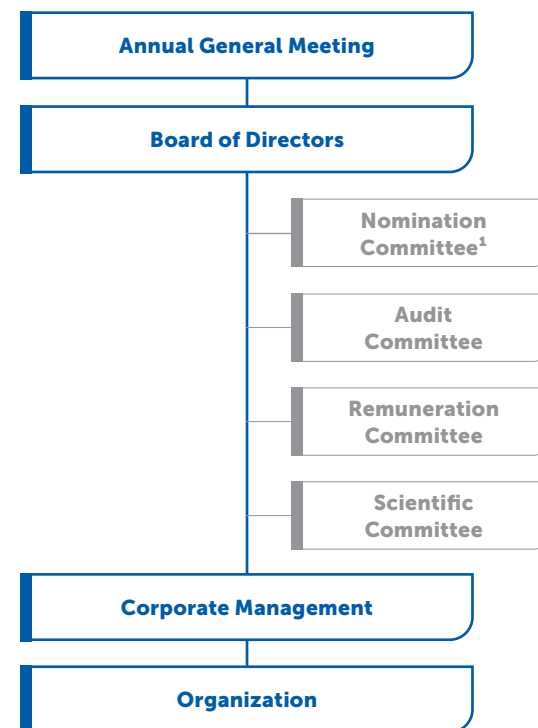 Annual General Meeting
Board of Directors
Nomination
Committee¹
Audit
Committee
Remuneration
Committee
Scientific
Committee
Corporate Management
Organization